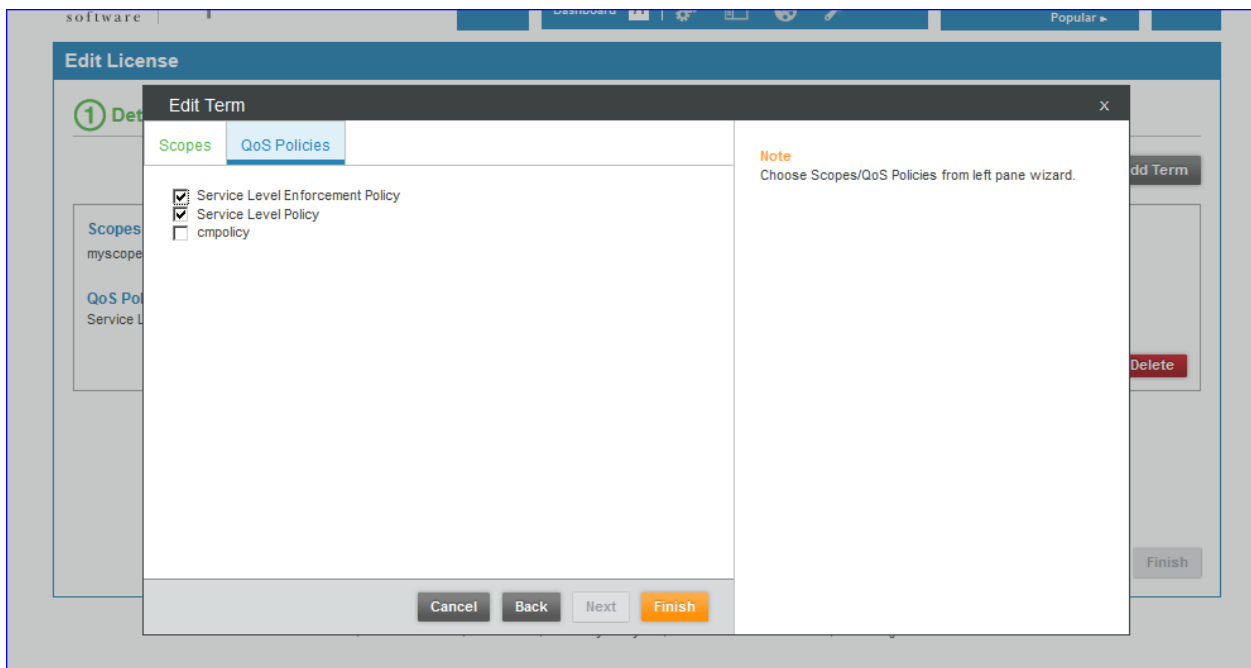 software
Dashboard
Popular ▸
Edit License
1 Det
Edit Term x
Scopes QoS Policies
Note
Choose Scopes/QoS Policies from left pane wizard.
dd Term
Service Level Enforcement Policy
Service Level Policy
cmpolicy
Scopes
myscope
QoS Pol
Service L
Delete
Cancel Back Next Finish
Finish